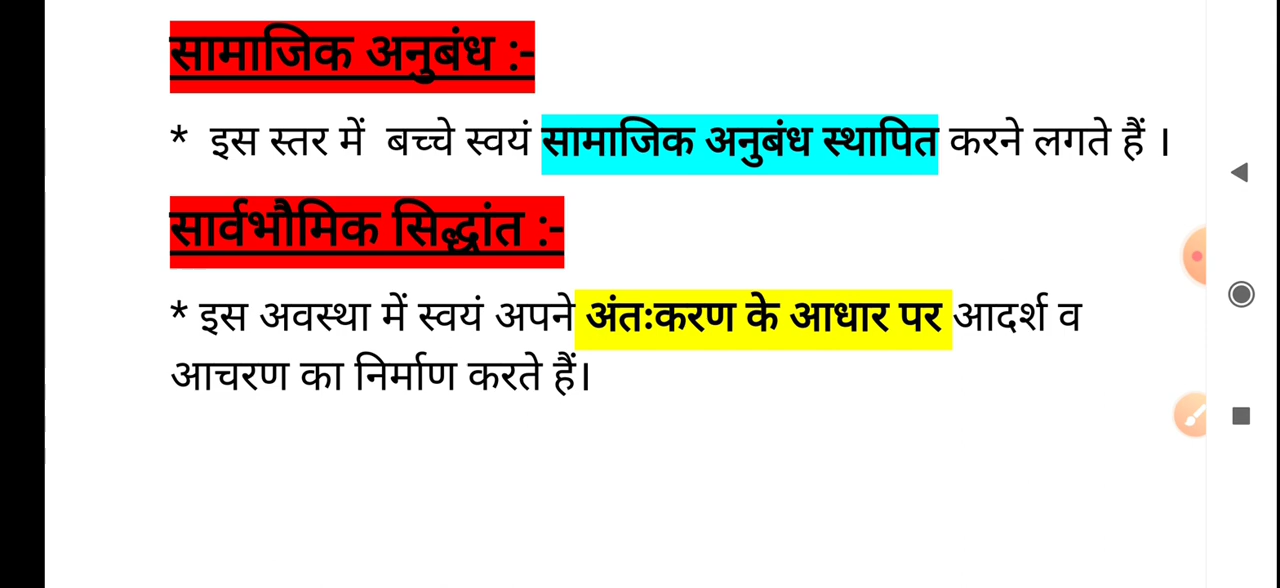 सामाजिक अनुबंध :-
* इस स्तर में बच्चे स्वयं सामाजिक अनुबंध स्थापित करने लगते हैं ।
सार्वभौमिक सिद्धांत :-
* इस अवस्था में स्वयं अपने अंतःकरण के आधार पर आदर्श व
आचरण का निर्माण करते हैं।